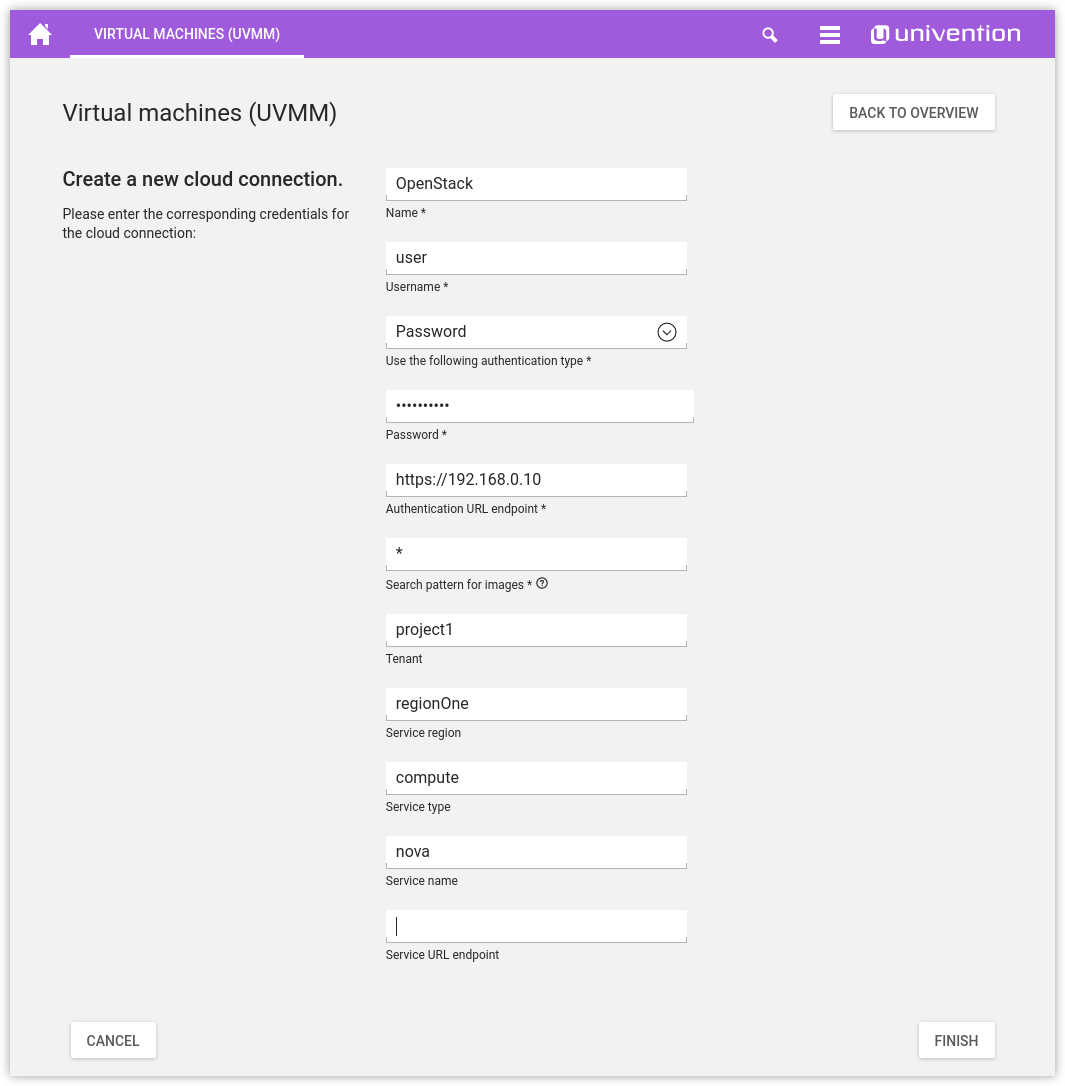 VIRTUAL MACHINES (UVMM)
univention
Virtual machines (UVMM)
BACK TO OVERVIEW
Create a new cloud connection.
Please enter the corresponding credentials for
the cloud connection:
OpenStack
Name *
user
Username *
Password
Use the following authentication type *
••••••••••
Password *
https://192.168.0.10
Authentication URL endpoint *
*
Search pattern for images * ?
project1
Tenant
regionOne
Service region
compute
Service type
nova
Service name
Service URL endpoint
CANCEL
FINISH